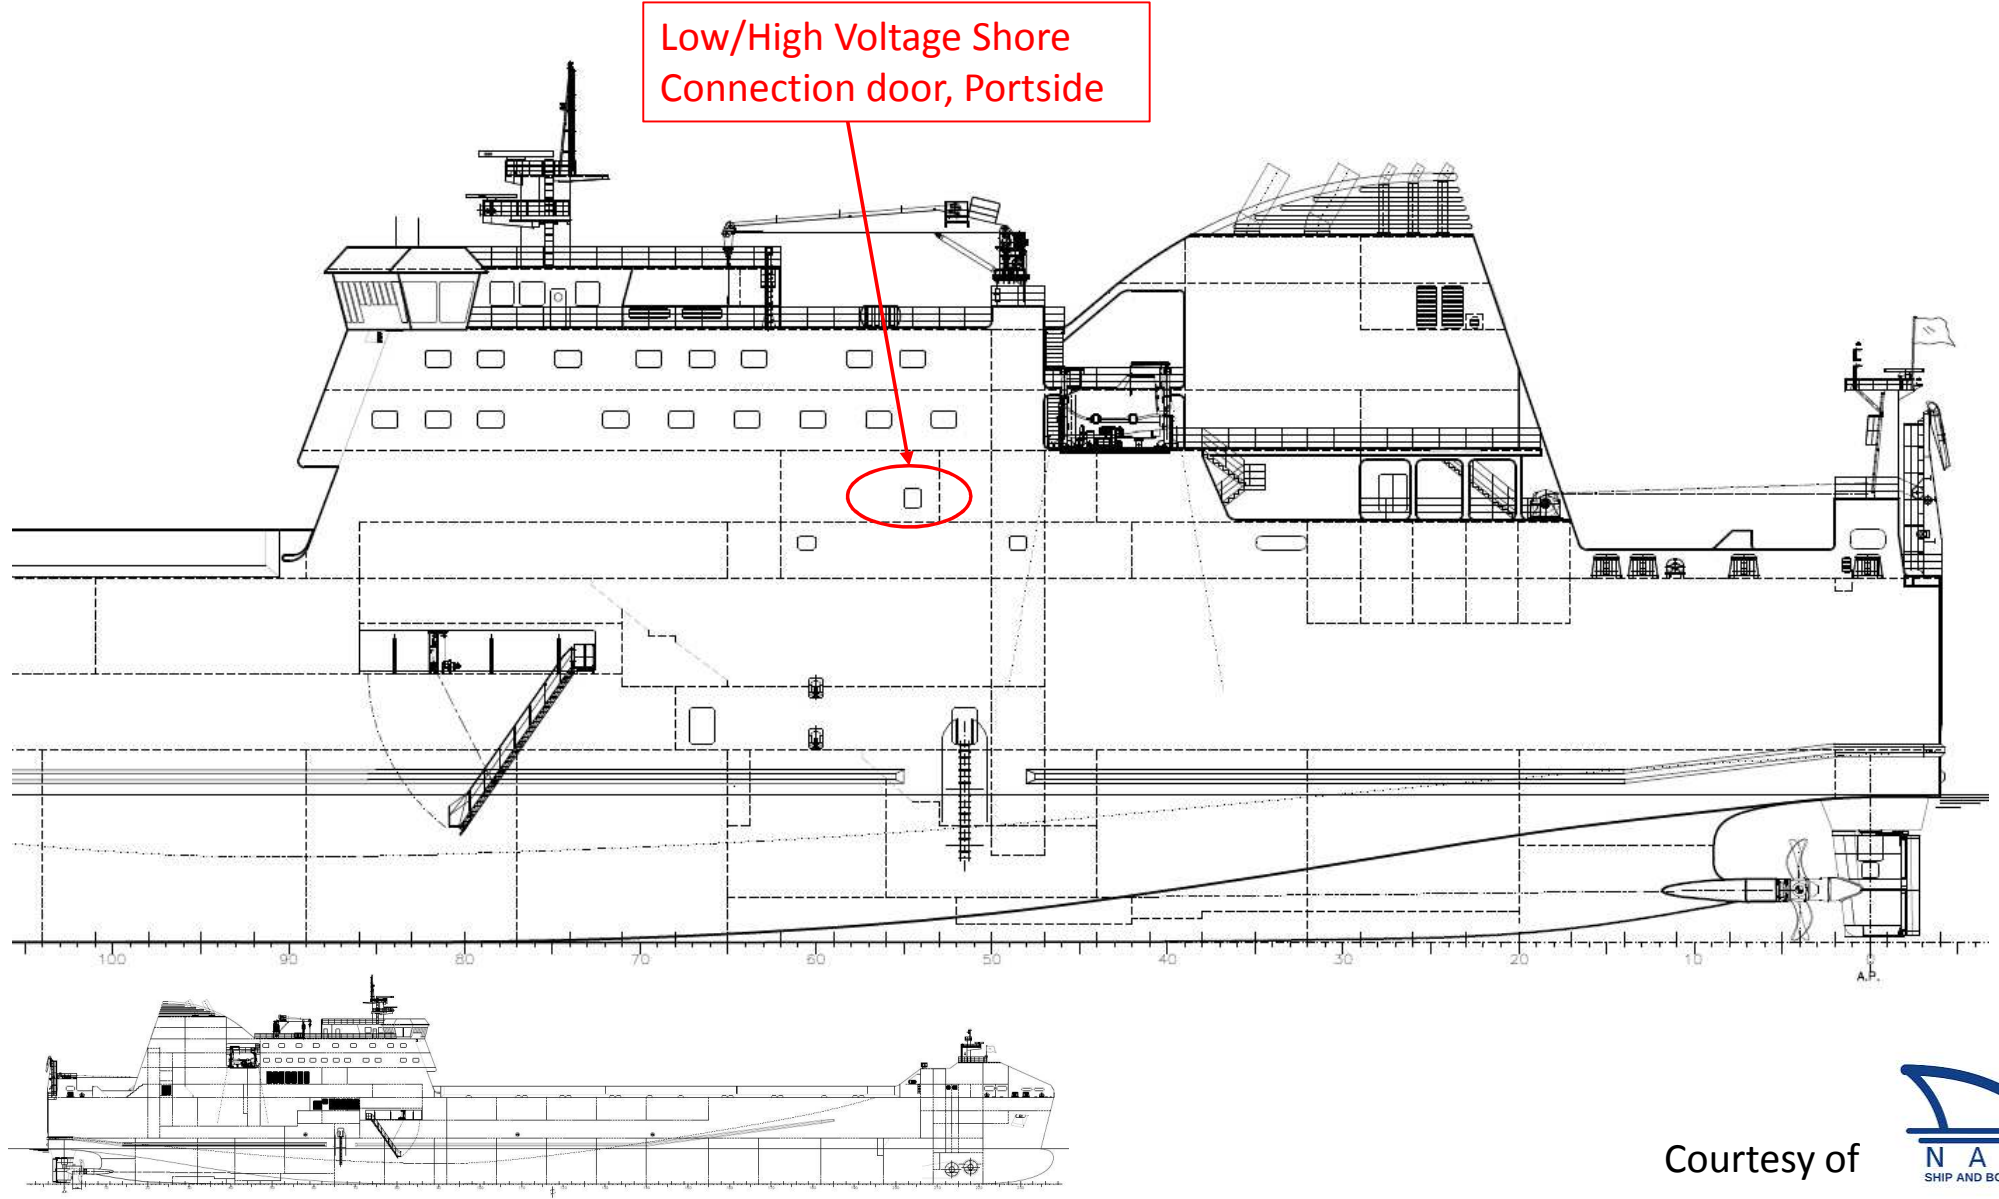 Low/High Voltage Shore
Connection door, Portside
100 90 80 70 60 50 40 30 20 10 0
A.P.
Courtesy of
N A
SHIP AND BO